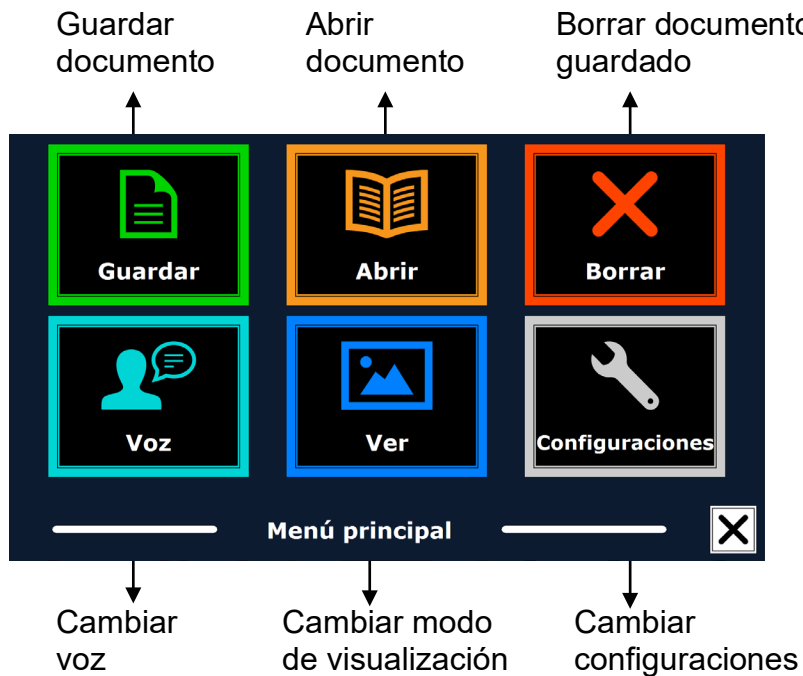 Guardar
documento
Abrir
documento
Borrar documento
guardado
Guardar
Abrir
Borrar
Voz
Ver
Configuraciones
Menú principal
Cambiar
voz
Cambiar modo
de visualización
Cambiar
configuraciones